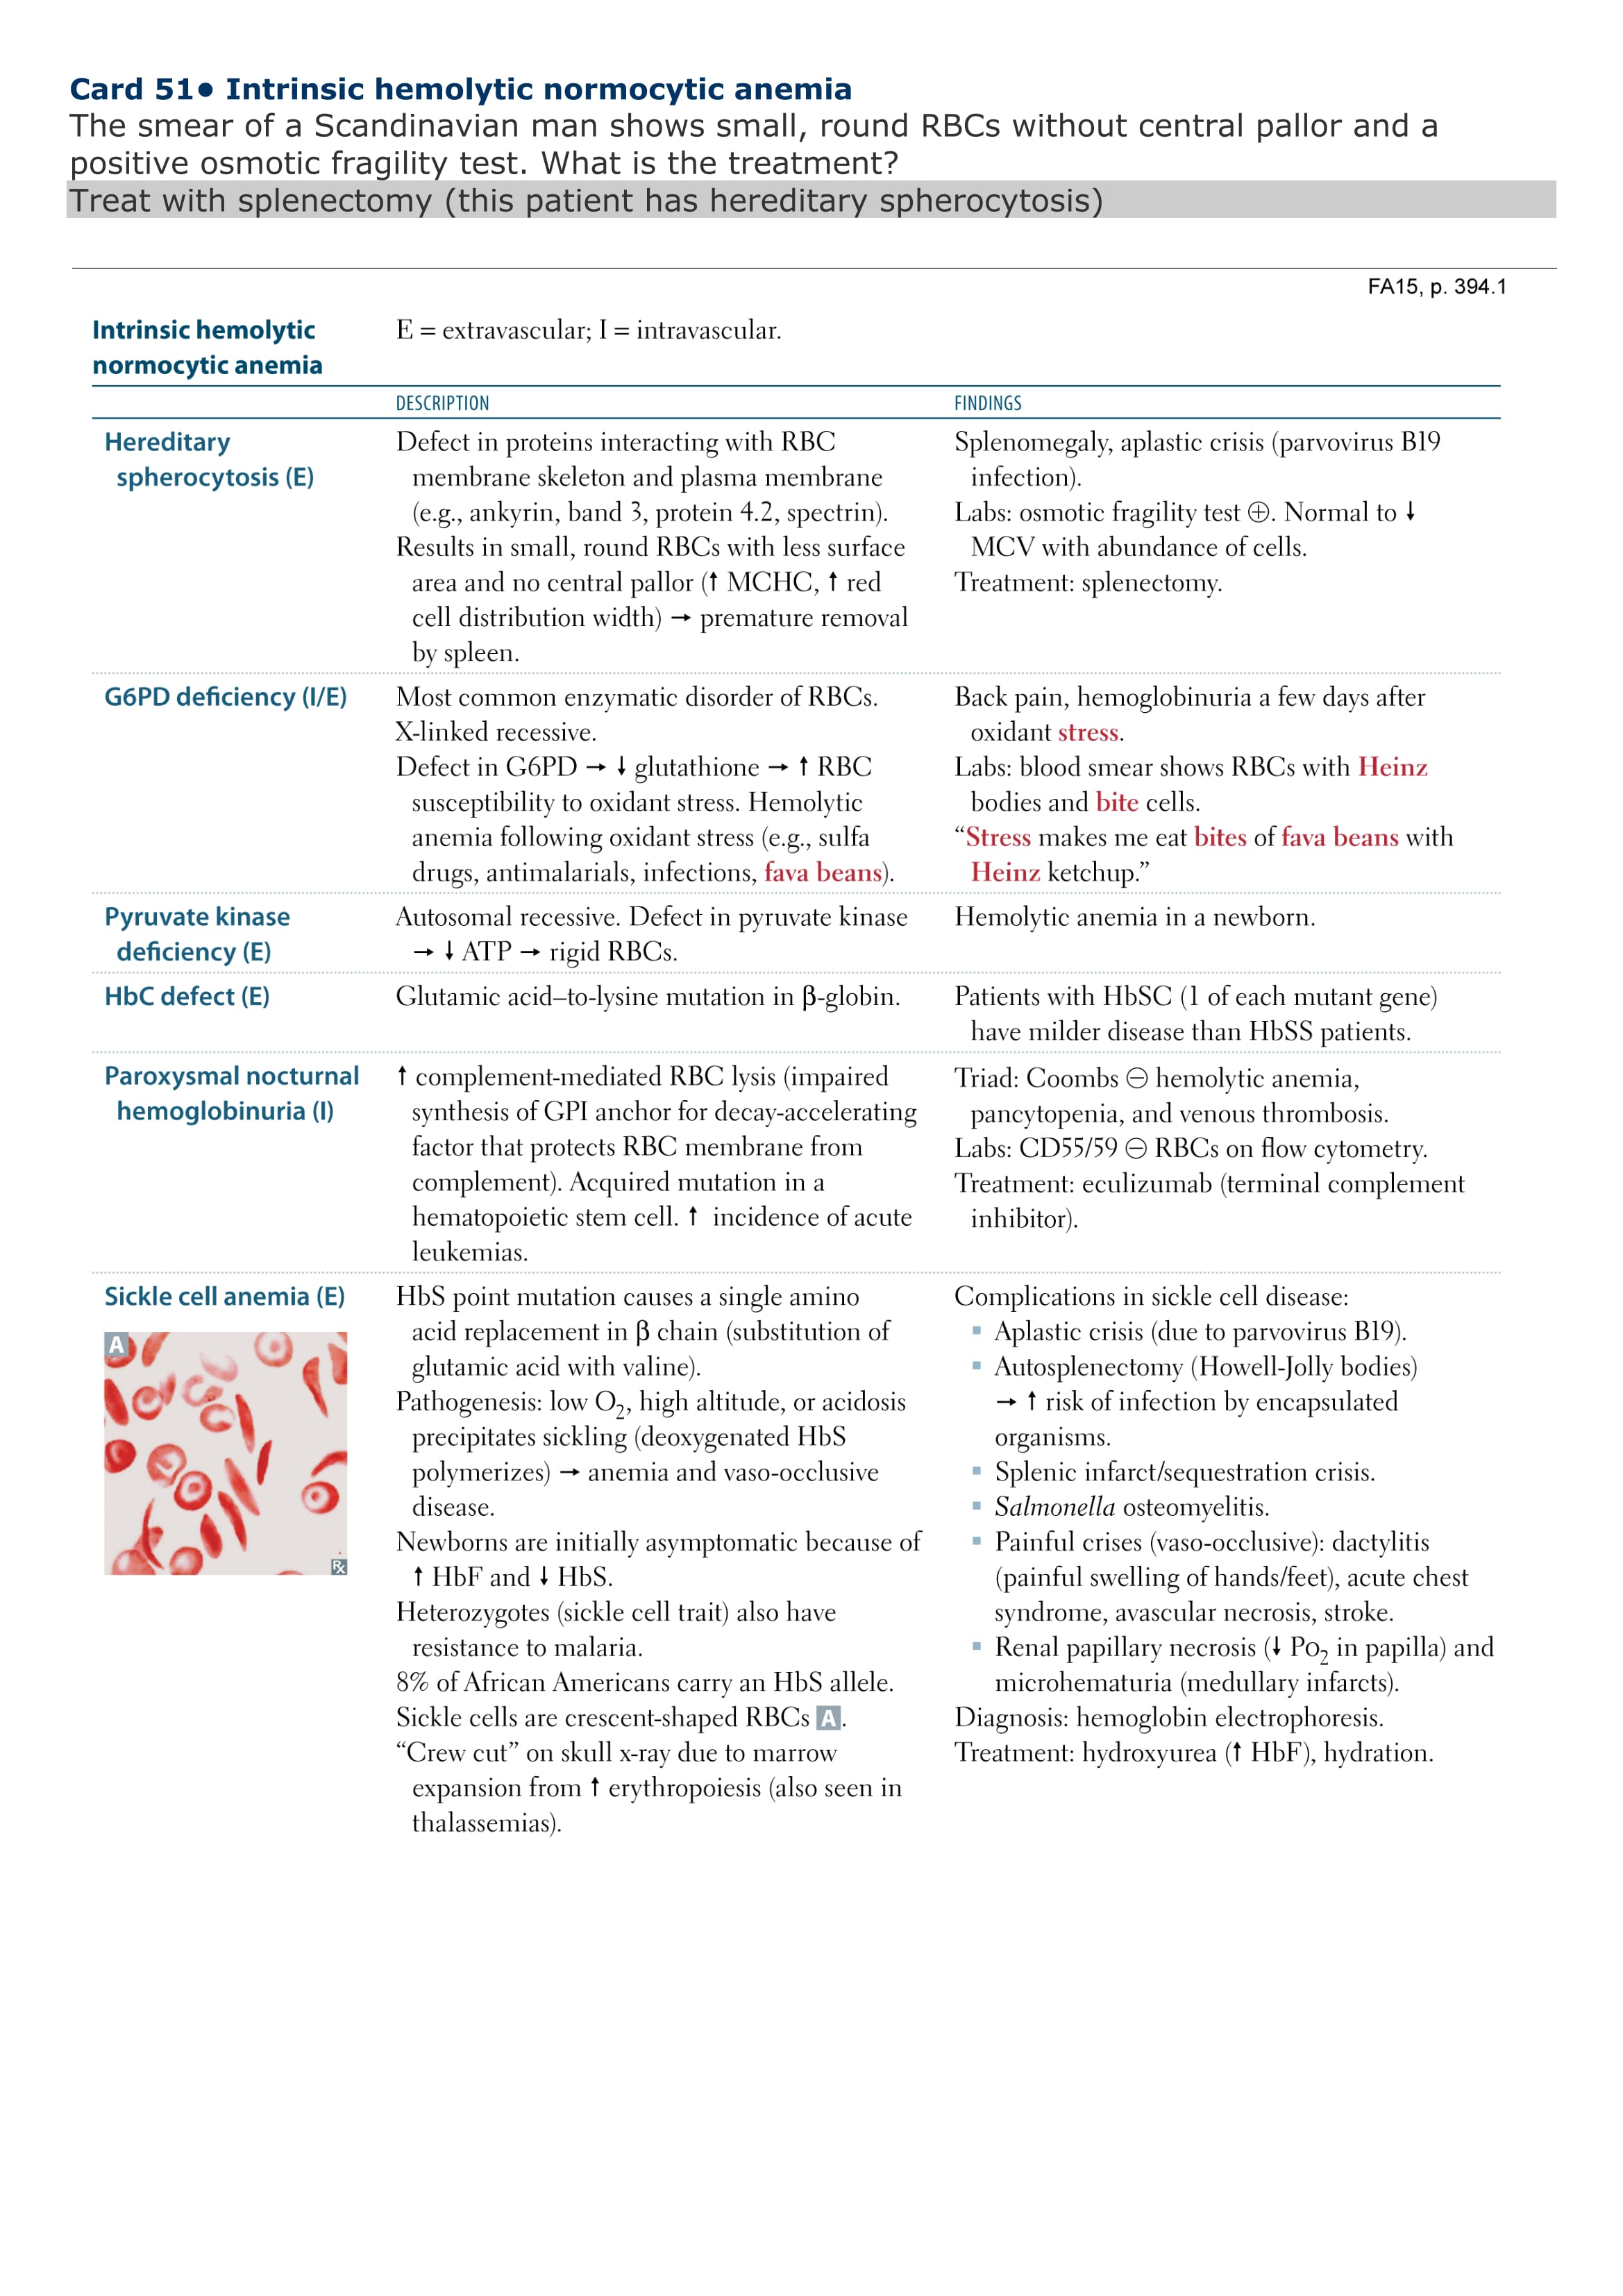 Card 51• Intrinsic hemolytic normocytic anemia
The smear of a Scandinavian man shows small, round RBCs without central pallor and a
positive osmotic fragility test. What is the treatment?
Treat with splenectomy (this patient has hereditary spherocytosis)
FA15, p. 394.1
Intrinsic hemolytic
normocytic anemia
E = extravascular; I = intravascular.
DESCRIPTION
FINDINGS
Hereditary
spherocytosis (E)
Defect in proteins interacting with RBC
membrane skeleton and plasma membrane
(e.g., ankyrin, band 3, protein 4.2, spectrin).
Results in small, round RBCs with less surface
area and no central pallor (↑ MCHC, ↑ red
cell distribution width) → premature removal
by spleen.
Splenomegaly, aplastic crisis (parvovirus B19
infection).
Labs: osmotic fragility test ⊕. Normal to ↓
MCV with abundance of cells.
Treatment: splenectomy.
G6PD deficiency (I/E)
Most common enzymatic disorder of RBCs.
X-linked recessive.
Defect in G6PD → ↓ glutathione → ↑ RBC
susceptibility to oxidant stress. Hemolytic
anemia following oxidant stress (e.g., sulfa
drugs, antimalarials, infections, fava beans).
Back pain, hemoglobinuria a few days after
oxidant stress.
Labs: blood smear shows RBCs with Heinz
bodies and bite cells.
“Stress makes me eat bites of fava beans with
Heinz ketchup.”
Pyruvate kinase
deficiency (E)
Autosomal recessive. Defect in pyruvate kinase
→ ↓ ATP → rigid RBCs.
Hemolytic anemia in a newborn.
HbC defect (E)
Glutamic acid–to-lysine mutation in β-globin.
Patients with HbSC (1 of each mutant gene)
have milder disease than HbSS patients.
Paroxysmal nocturnal
hemoglobinuria (I)
↑ complement-mediated RBC lysis (impaired
synthesis of GPI anchor for decay-accelerating
factor that protects RBC membrane from
complement). Acquired mutation in a
hematopoietic stem cell. ↑ incidence of acute
leukemias.
Triad: Coombs ⊖ hemolytic anemia,
pancytopenia, and venous thrombosis.
Labs: CD55/59 ⊖ RBCs on flow cytometry.
Treatment: eculizumab (terminal complement
inhibitor).
Sickle cell anemia (E)
A
Rx
HbS point mutation causes a single amino
acid replacement in β chain (substitution of
glutamic acid with valine).
Pathogenesis: low O2, high altitude, or acidosis
precipitates sickling (deoxygenated HbS
polymerizes) → anemia and vaso-occlusive
disease.
Newborns are initially asymptomatic because of
↑ HbF and ↓ HbS.
Heterozygotes (sickle cell trait) also have
resistance to malaria.
8% of African Americans carry an HbS allele.
Sickle cells are crescent-shaped RBCs A.
“Crew cut” on skull x-ray due to marrow
expansion from ↑ erythropoiesis (also seen in
thalassemias).
Complications in sickle cell disease:
▪ Aplastic crisis (due to parvovirus B19).
▪ Autosplenectomy (Howell-Jolly bodies)
→ ↑ risk of infection by encapsulated
organisms.
▪ Splenic infarct/sequestration crisis.
▪ Salmonella osteomyelitis.
▪ Painful crises (vaso-occlusive): dactylitis
(painful swelling of hands/feet), acute chest
syndrome, avascular necrosis, stroke.
▪ Renal papillary necrosis (↓ Po2 in papilla) and
microhematuria (medullary infarcts).
Diagnosis: hemoglobin electrophoresis.
Treatment: hydroxyurea (↑ HbF), hydration.